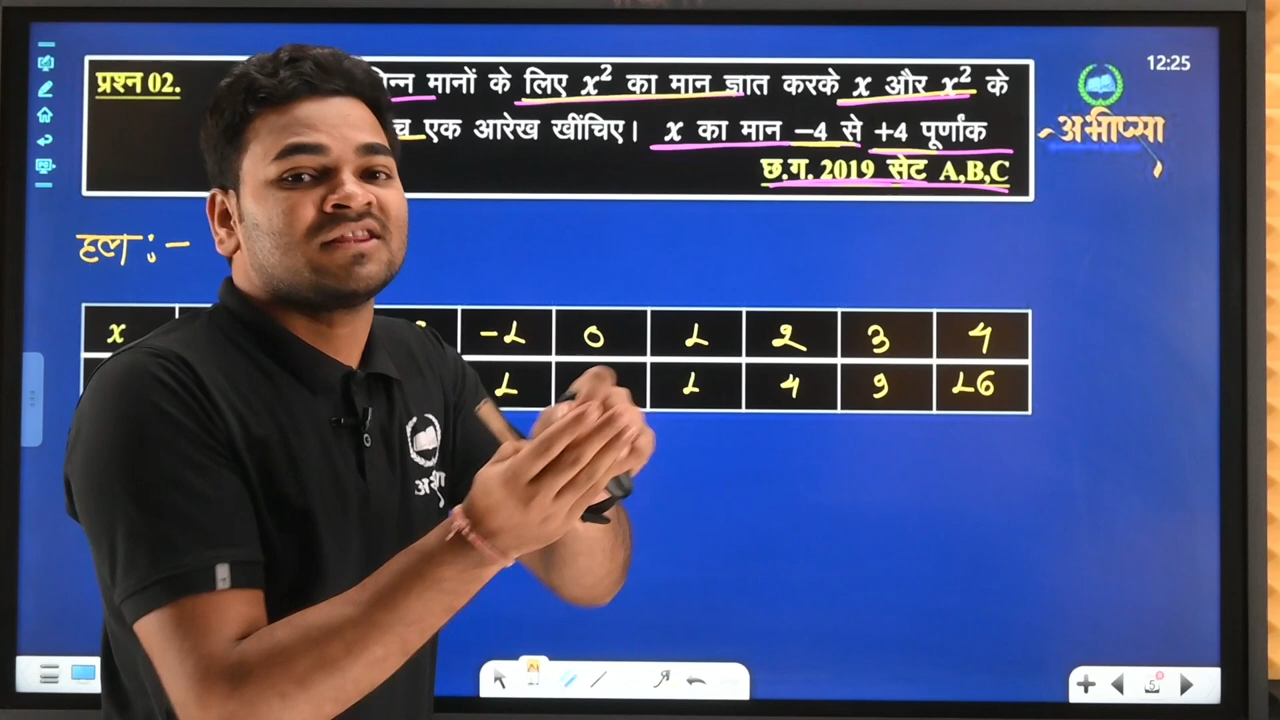 12:25
प्रश्न 02. न्न मानों के लिए x² का मान ज्ञात करके x और x² के
च एक आरेख खींचिए। x का मान −4 से +4 पूर्णांक
छ.ग. 2019 सेट A,B,C
अभीप्सा
हल :-
x -1 0 1 2 3 4
1 1 4 9 16
5